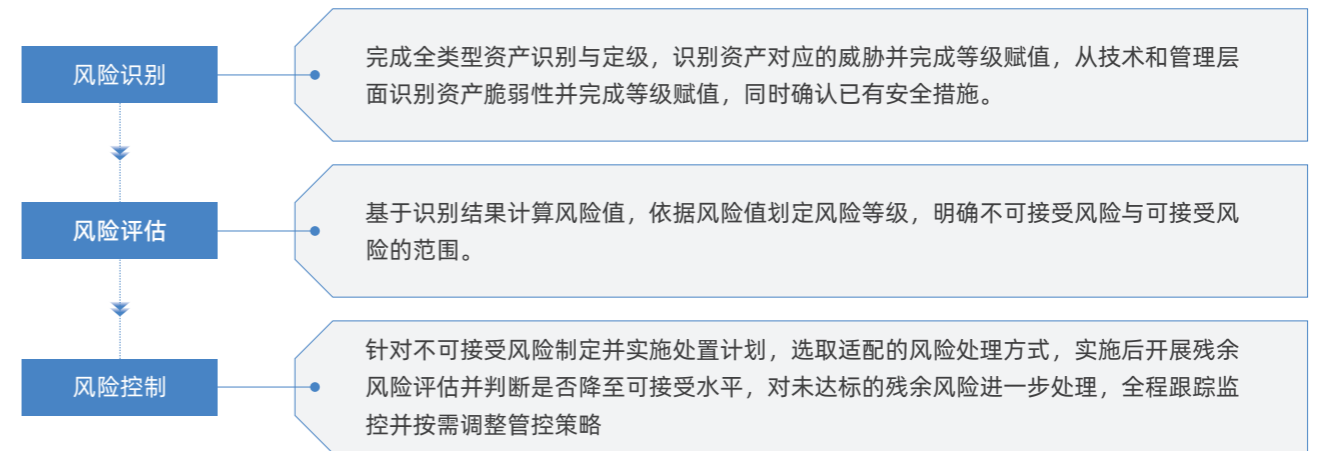 风险识别
完成全类型资产识别与定级，识别资产对应的威胁并完成等级赋值，从技术和管理层
面识别资产脆弱性并完成等级赋值，同时确认已有安全措施。
风险评估
基于识别结果计算风险值，依据风险值划定风险等级，明确不可接受风险与可接受风
险的范围。
风险控制
针对不可接受风险制定并实施处置计划，选取适配的风险处理方式，实施后开展残余
风险评估并判断是否降至可接受水平，对未达标的残余风险进一步处理，全程跟踪监
控并按需调整管控策略